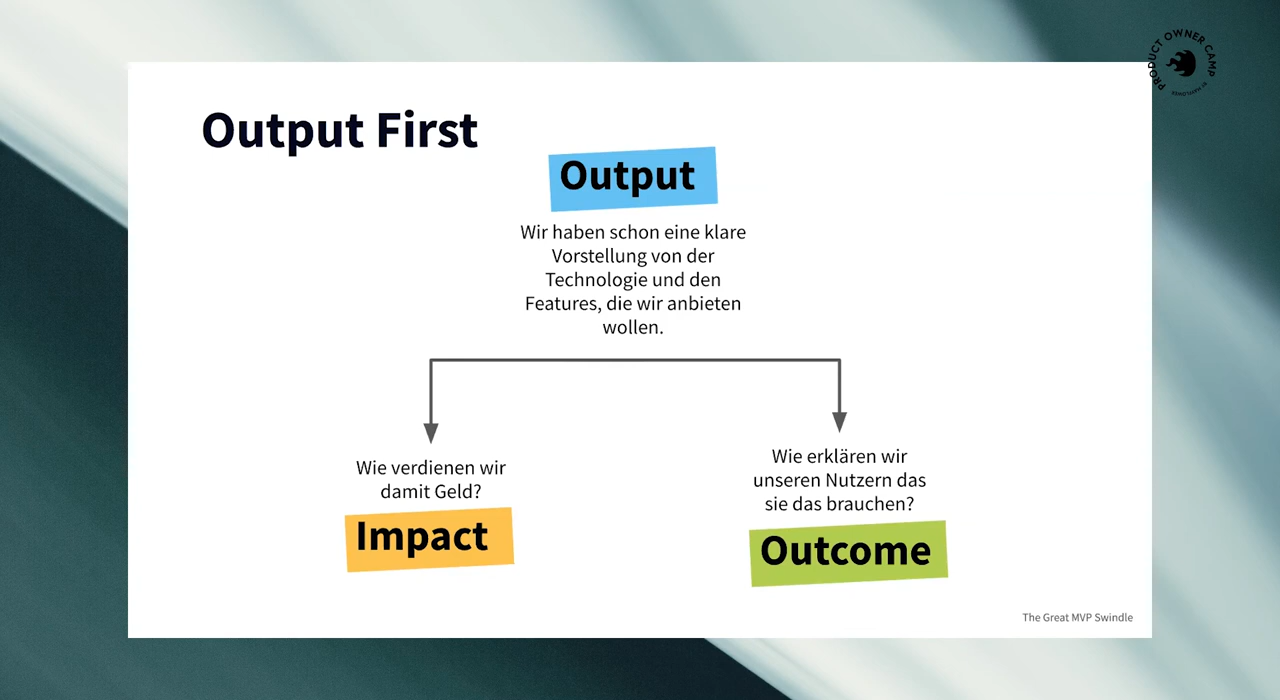 PRODUCT OWNER CAMP
BY MAYFLOWER
Output First
Output
Wir haben schon eine klare
Vorstellung von der
Technologie und den
Features, die wir anbieten
wollen.
Wie verdienen wir
damit Geld?
Impact
Wie erklären wir
unseren Nutzern das
sie das brauchen?
Outcome
The Great MVP Swindle